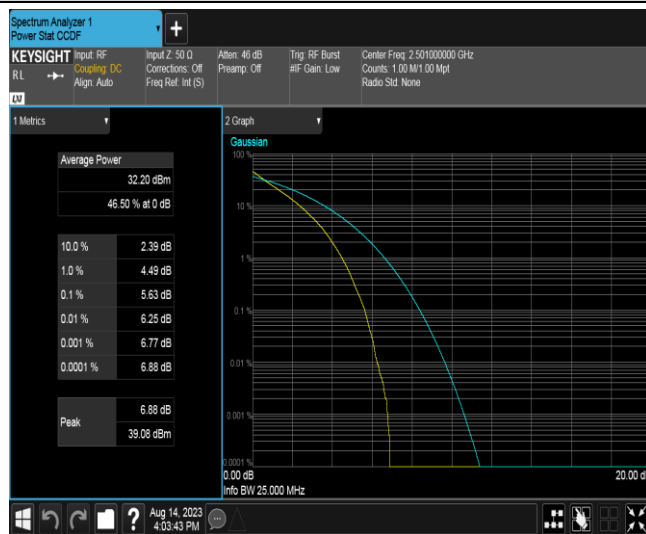 Spectrum Analyzer 1
Power Stat CCDF
+
KEYSIGHT
RL
LXI
Input: RF
Coupling: DC
Align: Auto
Input Z: 50 Ω
Corrections: Off
Freq Ref: Int (S)
Atten: 46 dB
Preamp: Off
Trig: RF Burst
#IF Gain: Low
Center Freq: 2.501000000 GHz
Counts: 1.00 M/1.00 Mpt
Radio Std: None
1 Metrics
Average Power
32.20 dBm
46.50 % at 0 dB
10.0 % 2.39 dB
1.0 % 4.49 dB
0.1 % 5.63 dB
0.01 % 6.25 dB
0.001 % 6.77 dB
0.0001 % 6.88 dB
Peak
6.88 dB
39.08 dBm
2 Graph
Gaussian
100 %
10 %
1 %
0.1 %
0.01 %
0.001 %
0.0001 %
0.00 dB
20.00 d
Info BW 25.000 MHz
?
Aug 14, 2023
4:03:43 PM